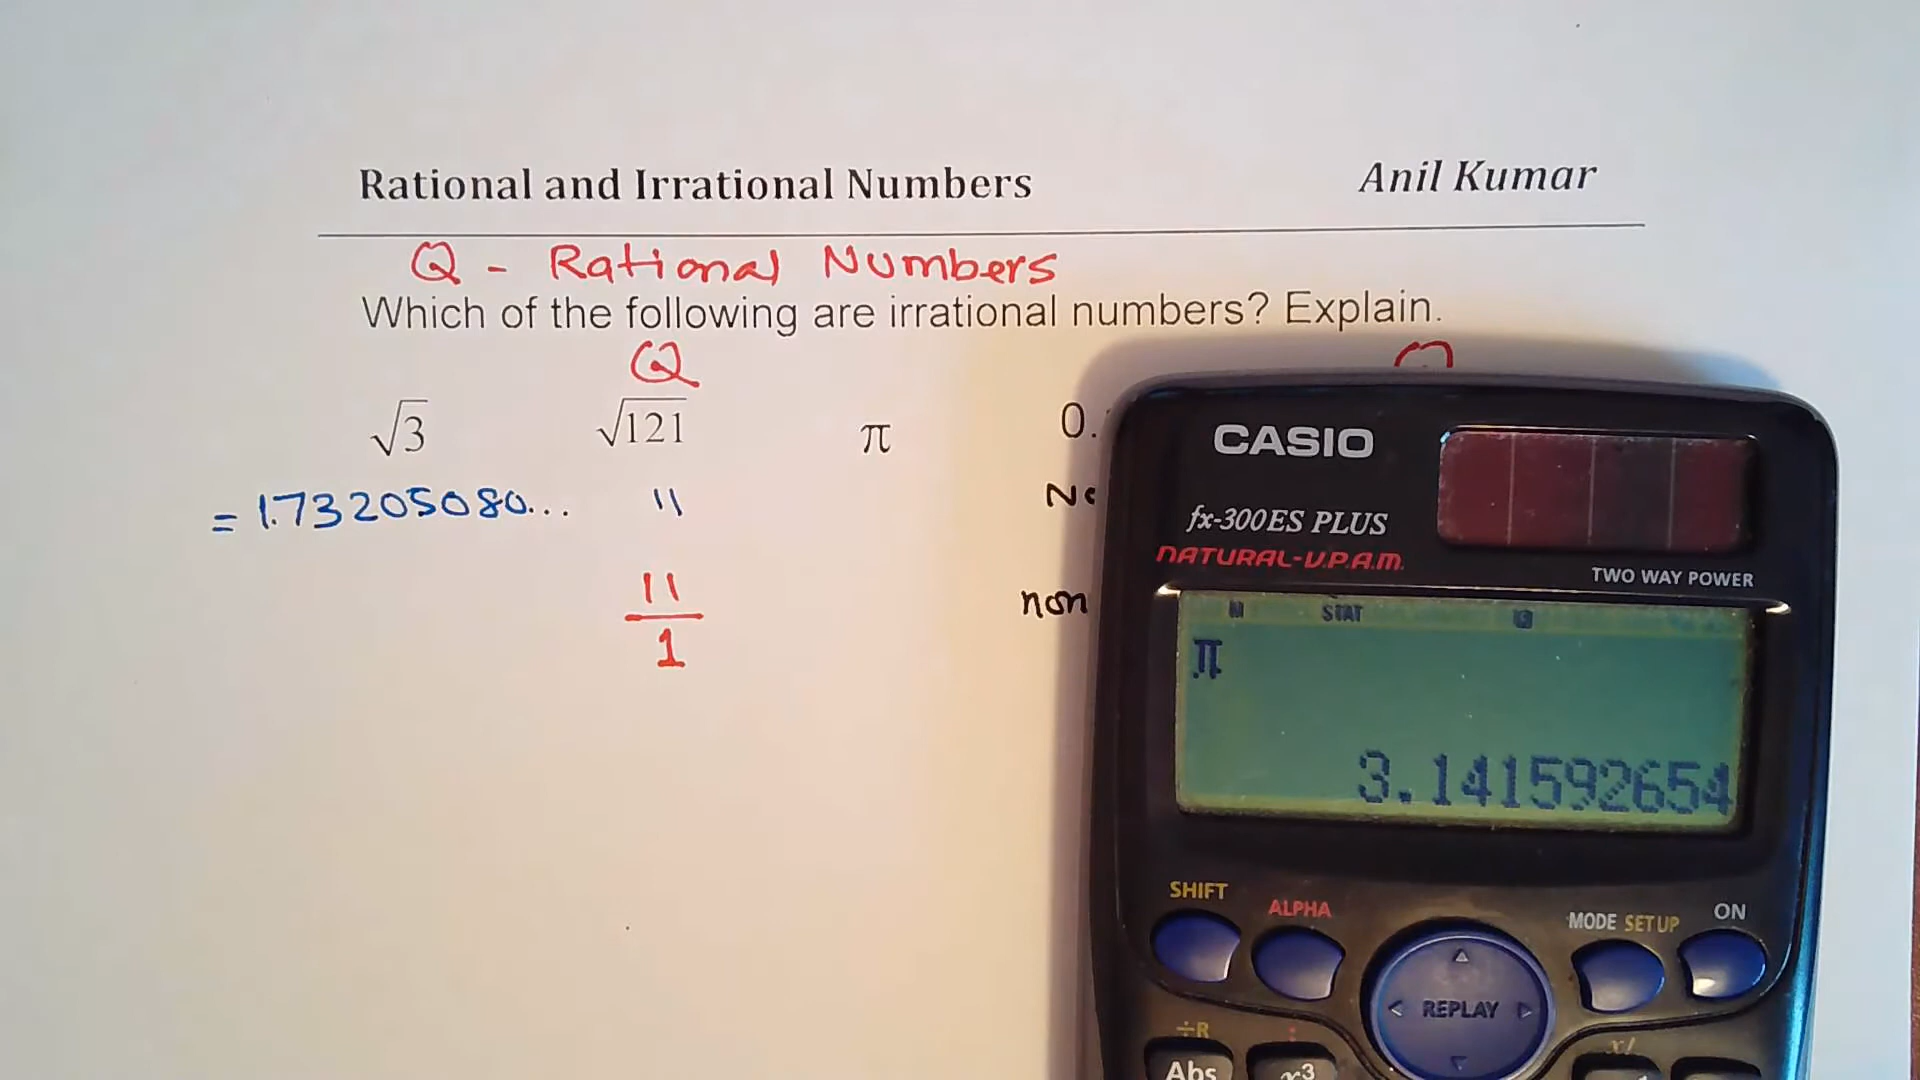 Rational and Irrational Numbers Anil Kumar
Q - Rational Numbers
Which of the following are irrational numbers? Explain.
Q
√3 √121 π 0.
= 1.73205080... 11
non
11
1
CASIO
fx-300ES PLUS
NATURAL-V.P.A.M.
TWO WAY POWER
M STAT
π
3.141592654
SHIFT
ALPHA
MODE SETUP
ON
REPLAY
÷R
x!
Abs
x³